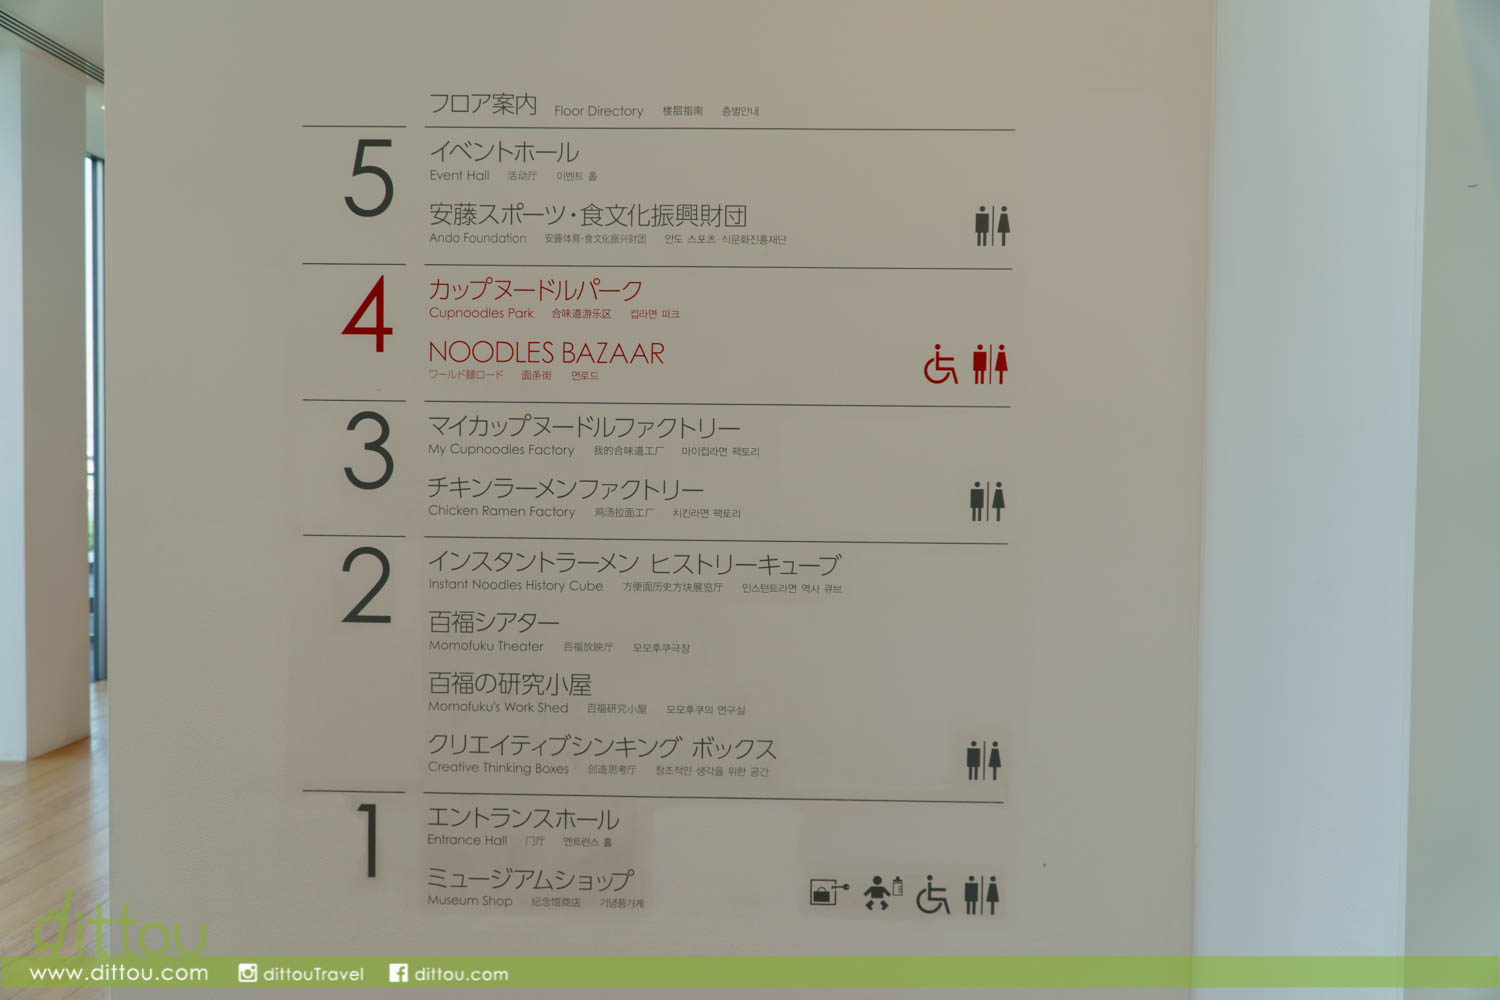 フロア案内 Floor Directory 楼层指南 층별안내
5
イベントホール
Event Hall 活动厅 이벤트 홀
安藤スポーツ・食文化振興財団
Ando Foundation 安藤体育·食文化振兴财团 안도 스포츠·식문화진흥재단
4
カップヌードルパーク
Cupnoodles Park 合味道游乐区 컵라면 파크
NOODLES BAZAAR
ワールド麺ロード 面条街 면로드
3
マイカップヌードルファクトリー
My Cupnoodles Factory 我的合味道工厂 마이컵라면 팩토리
チキンラーメンファクトリー
Chicken Ramen Factory 鸡汤拉面工厂 치킨라면 팩토리
2
インスタントラーメン ヒストリーキューブ
Instant Noodles History Cube 方便面历史方块展览厅 인스턴트라면 역사 큐브
百福シアター
Momofuku Theater 百福放映厅 모모후쿠극장
百福の研究小屋
Momofuku's Work Shed 百福研究小屋 모모후쿠의 연구실
クリエイティブシンキング ボックス
Creative Thinking Boxes 创造思考厅 창조적인 생각을 위한 공간
1
エントランスホール
Entrance Hall 门厅 엔트런스 홀
ミュージアムショップ
Museum Shop 纪念馆商店 기념품가게
dittou
www.dittou.com dittouTravel dittou.com